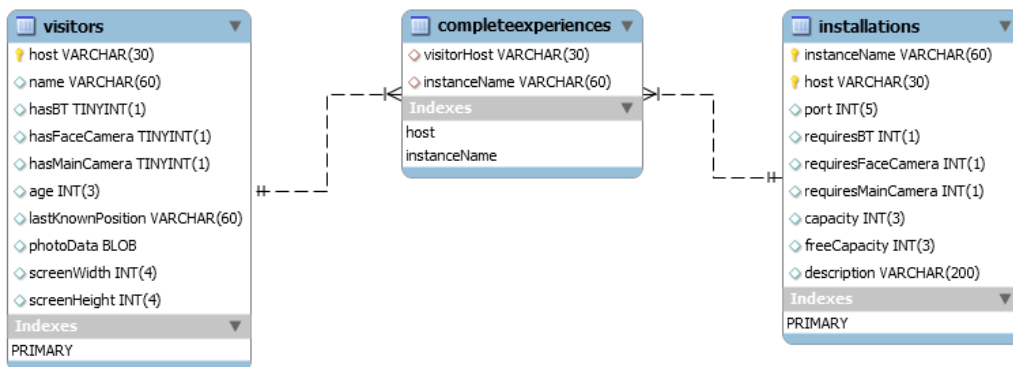 visitors
host VARCHAR(30)
name VARCHAR(60)
hasBT TINYINT(1)
hasFaceCamera TINYINT(1)
hasMainCamera TINYINT(1)
age INT(3)
lastKnownPosition VARCHAR(60)
photoData BLOB
screenWidth INT(4)
screenHeight INT(4)
Indexes
PRIMARY
completeexperiences
visitorHost VARCHAR(30)
instanceName VARCHAR(60)
Indexes
host
instanceName
installations
instanceName VARCHAR(60)
host VARCHAR(30)
port INT(5)
requiresBT INT(1)
requiresFaceCamera INT(1)
requiresMainCamera INT(1)
capacity INT(3)
freeCapacity INT(3)
description VARCHAR(200)
Indexes
PRIMARY